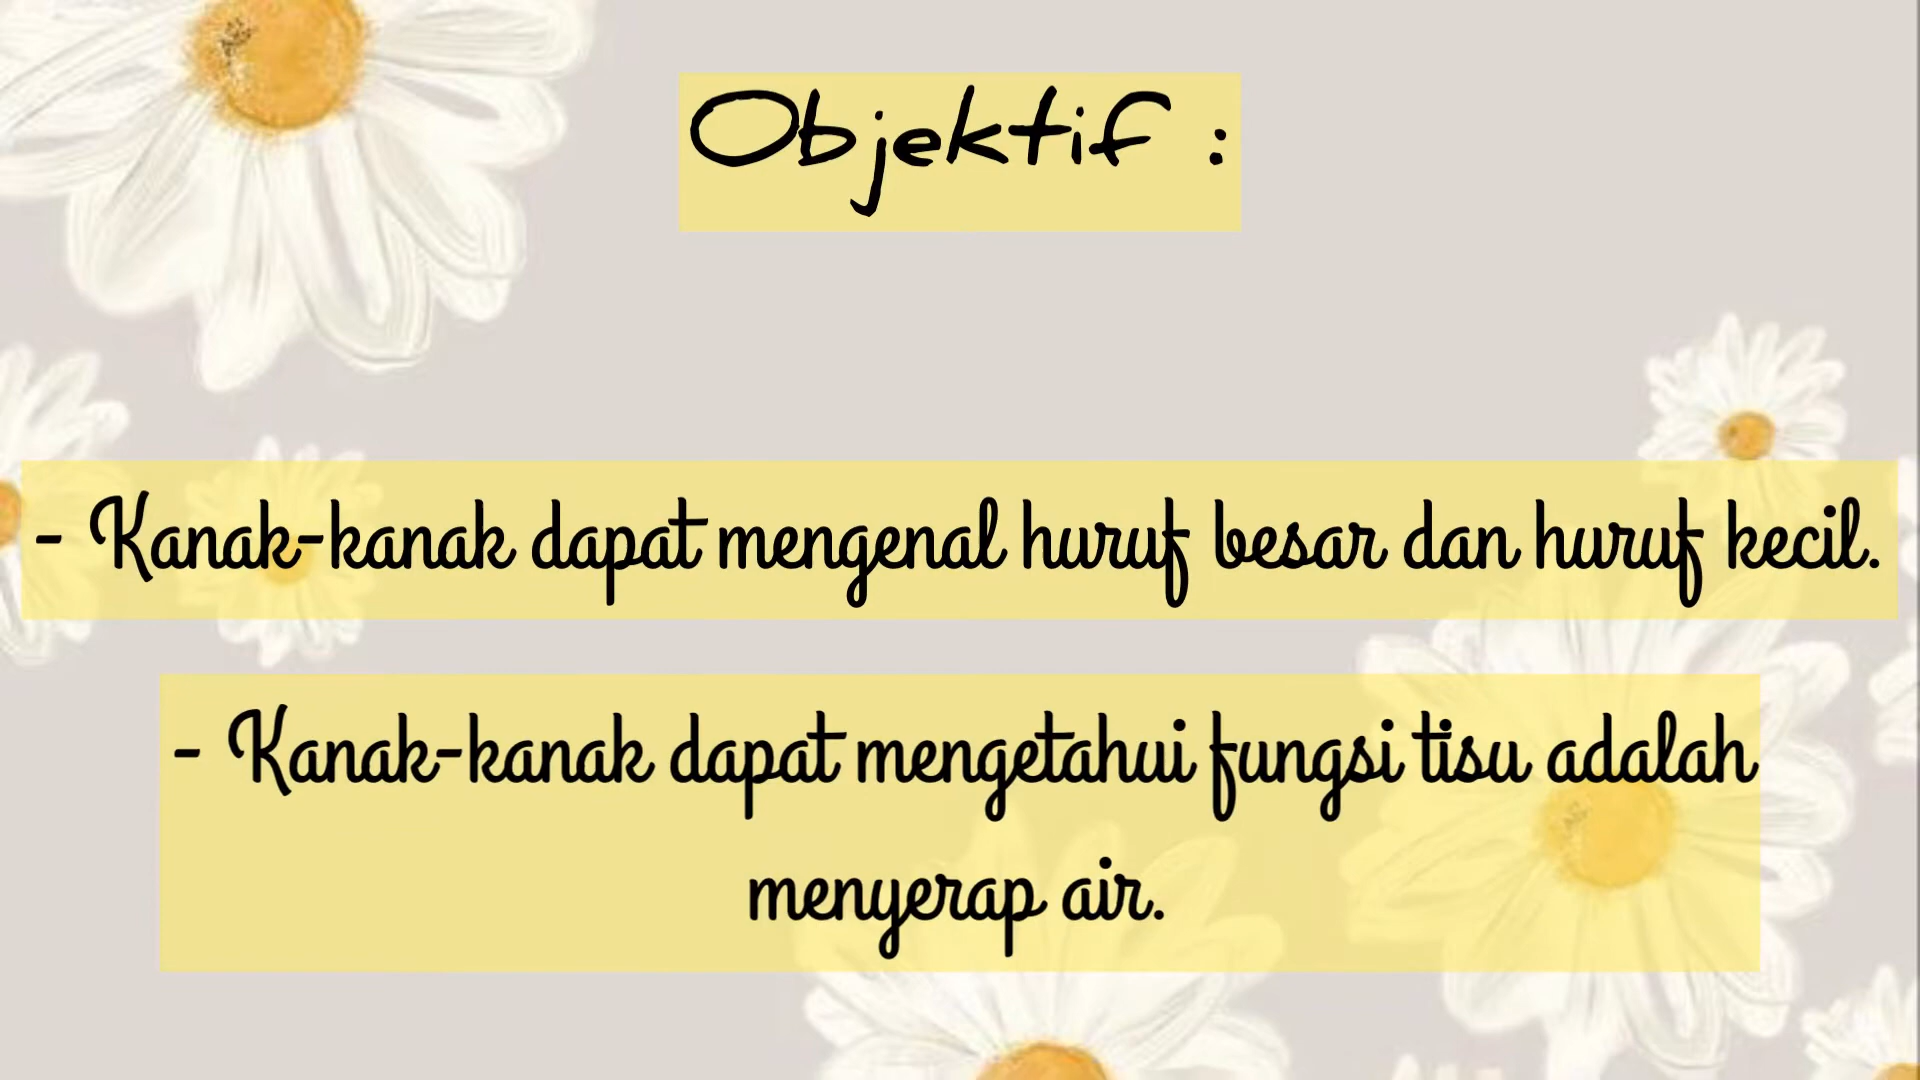 Objektif :
- Kanak-kanak dapat mengenal huruf besar dan huruf kecil.
- Kanak-kanak dapat mengetahui fungsi tisu adalah
menyerap air.